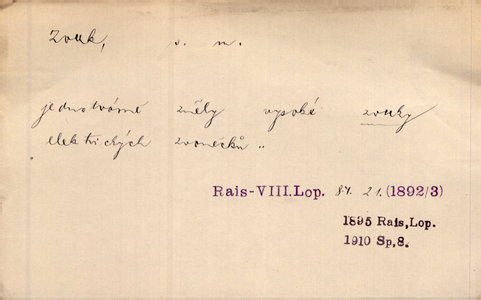 zvuk, s. m.
jednotvárně zněly vysoké zvuky
elektrických zvonečků ..
Rais-VIII.Lop. 84. 21. (1892/3)
1895 Rais,Lop.
1910 Sp,8.